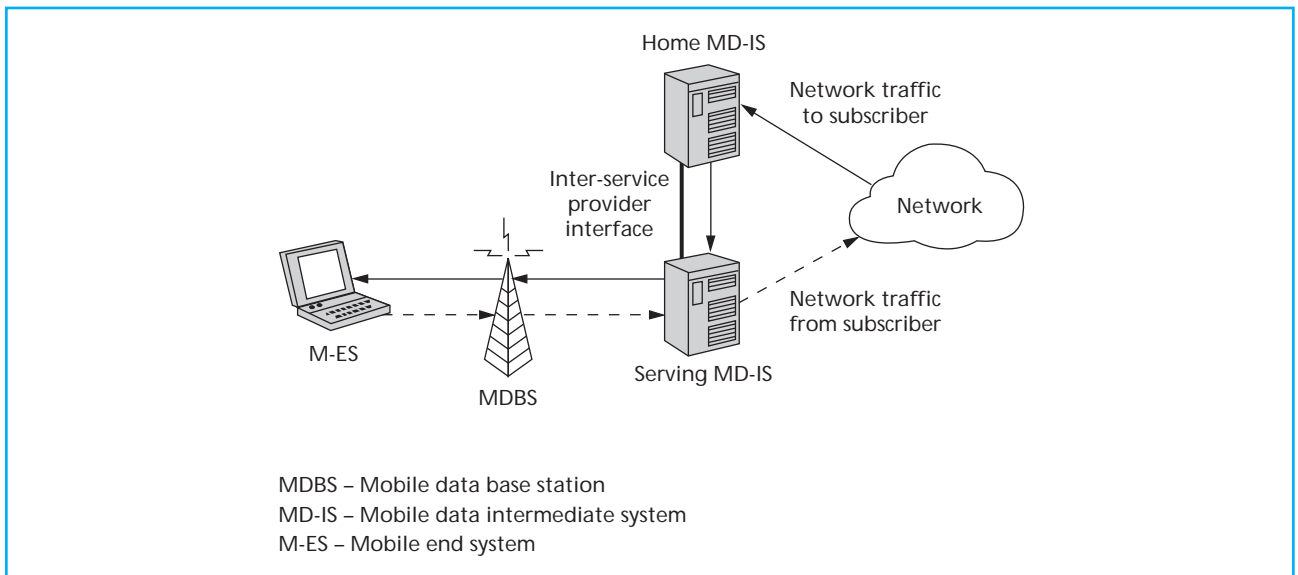 Home MD-IS
Network traffic
to subscriber
Inter-service
provider
interface
Network
Network traffic
from subscriber
M-ES
MDBS
Serving MD-IS
MDBS – Mobile data base station
MD-IS – Mobile data intermediate system
M-ES – Mobile end system